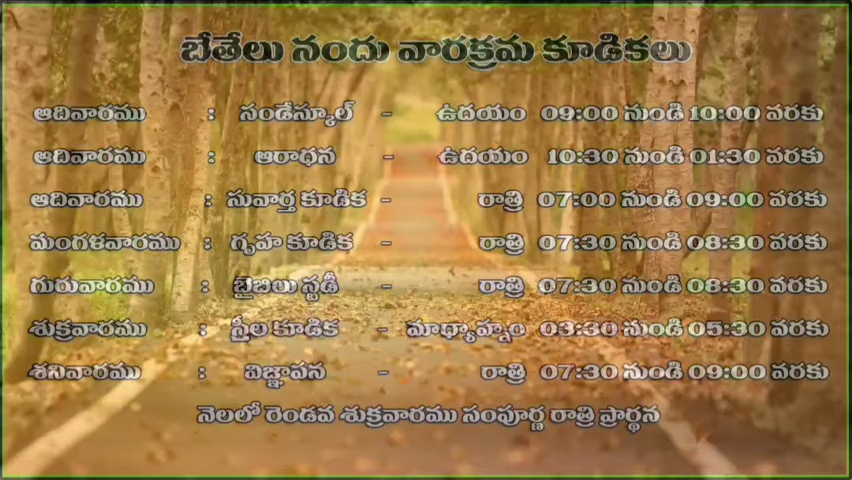 బేతేలు నందు వారక్రమ కూడికలు
ఆదివారము : సండేస్కూల్ - ఉదయం 09:00 నుండి 10:00 వరకు
ఆదివారము : ఆరాధన - ఉదయం 10:30 నుండి 01:30 వరకు
ఆదివారము : సువార్త కూడిక - రాత్రి 07:00 నుండి 09:00 వరకు
మంగళవారము : గృహ కూడిక - రాత్రి 07:30 నుండి 08:30 వరకు
గురువారము : బైబిలు స్టడీ - రాత్రి 07:30 నుండి 08:30 వరకు
శుక్రవారము : స్త్రీల కూడిక - మాధ్యాహ్నం 03:30 నుండి 05:30 వరకు
శనివారము : విజ్ఞాపన - రాత్రి 07:30 నుండి 09:00 వరకు
నెలలో రెండవ శుక్రవారము సంపూర్ణ రాత్రి ప్రార్థన